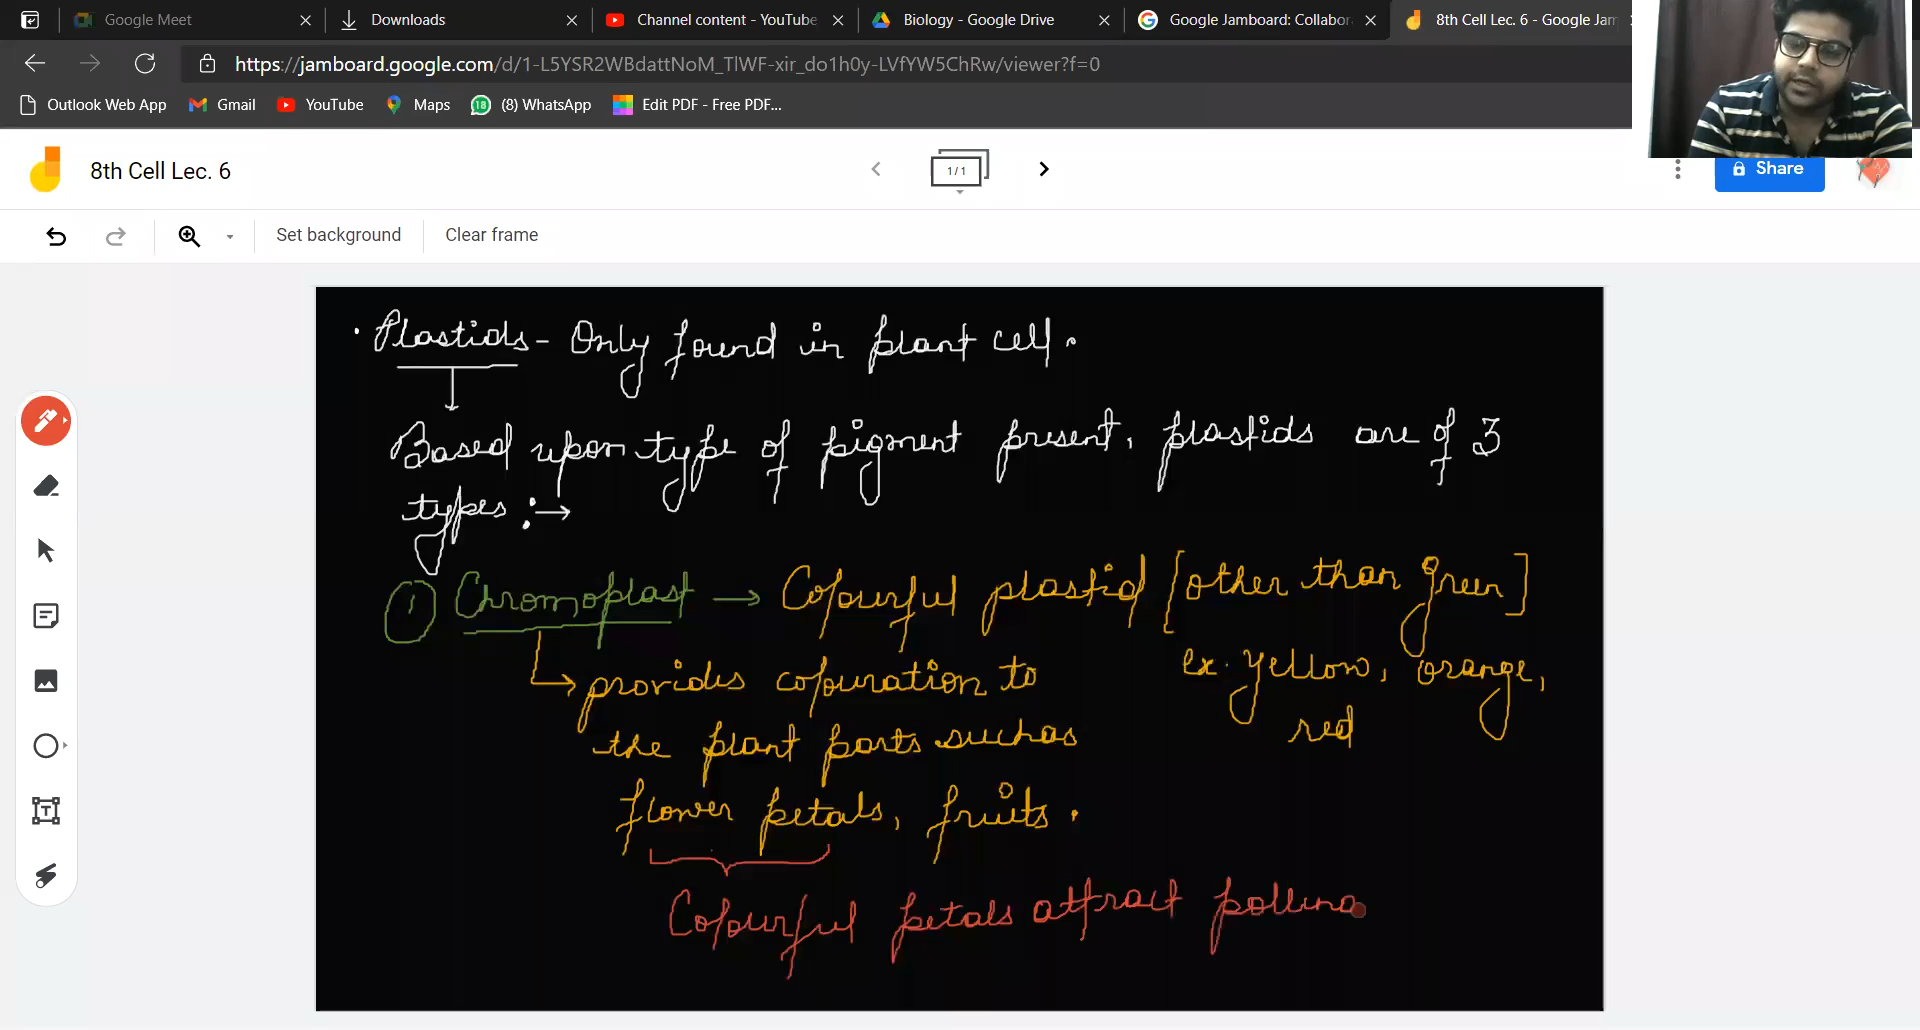 Google Meet
Downloads
Channel content - YouTube
Biology - Google Drive
Google Jamboard: Collabor
8th Cell Lec. 6 - Google Jam
https://jamboard.google.com/d/1-L5YSR2WBdattNoM_TlWF-xir_do1h0y-LVfYW5ChRw/viewer?f=0
Outlook Web App
Gmail
YouTube
Maps
18
(8) WhatsApp
Edit PDF - Free PDF...
8th Cell Lec. 6
1/1
Share
Set background
Clear frame
• Plastids - Only found in plant cell.
Based upon type of pigment present, plastids are of 3
types :→
① Chromoplast → Colourful plastid [other than green]
ex. yellow, orange,
red
provides colouration to
the plant parts such as
flower petals, fruits.
Colourful petals attract pollina